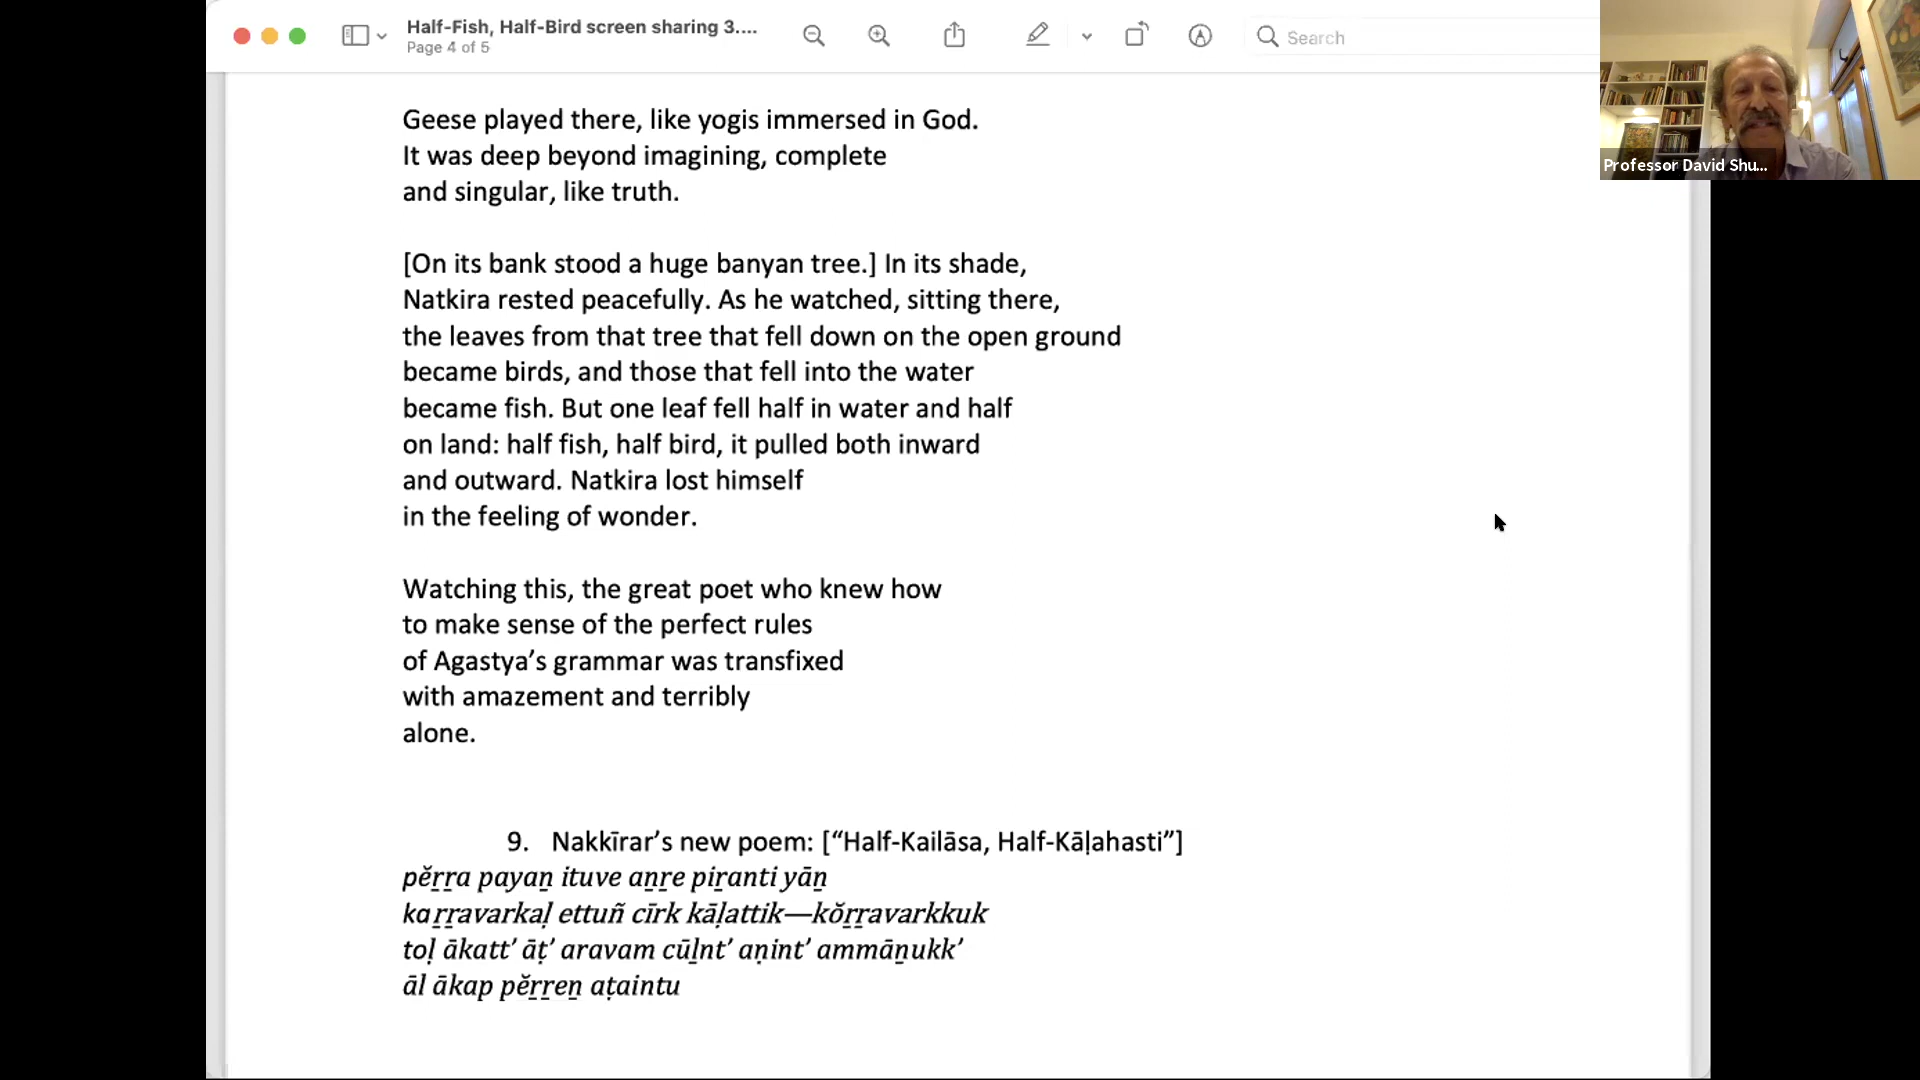 Half-Fish, Half-Bird screen sharing 3....
Page 4 of 5
Search
Professor David Shu...
Geese played there, like yogis immersed in God.
It was deep beyond imagining, complete
and singular, like truth.
[On its bank stood a huge banyan tree.] In its shade,
Natkira rested peacefully. As he watched, sitting there,
the leaves from that tree that fell down on the open ground
became birds, and those that fell into the water
became fish. But one leaf fell half in water and half
on land: half fish, half bird, it pulled both inward
and outward. Natkira lost himself
in the feeling of wonder.
Watching this, the great poet who knew how
to make sense of the perfect rules
of Agastya’s grammar was transfixed
with amazement and terribly
alone.
9. Nakkīrar’s new poem: [“Half-Kailāsa, Half-Kāḷahasti”]
pĕṟṟa payaṉ ituve aṉṟe piṟanti yāṉ
kaṟṟavarkaḷ ettuñ cīrk kāḷattik—kŏṟṟavarkkuk
toḷ ākatt’ āṭ’ aravam cūḻnt’ aṇint’ ammāṉukk’
āl ākap pĕṟṟeṉ aṭaintu